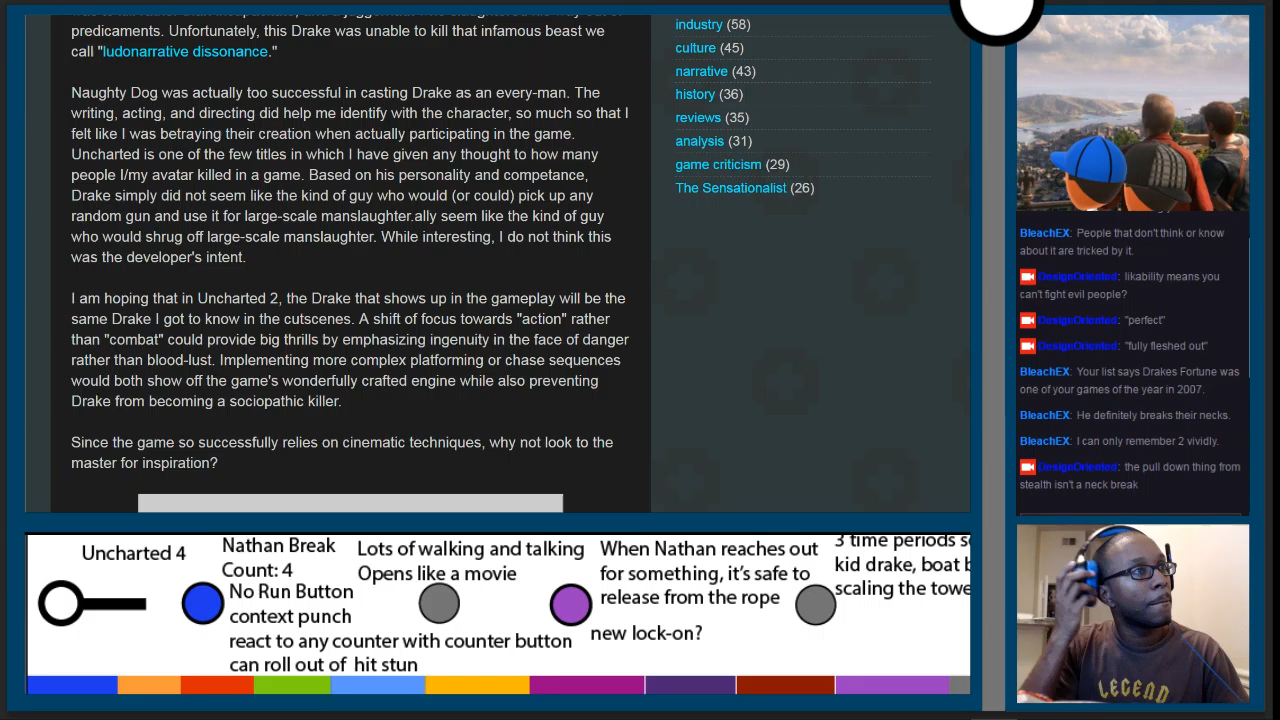 predicaments. Unfortunately, this Drake was unable to kill that infamous beast we
call "ludonarrative dissonance."
Naughty Dog was actually too successful in casting Drake as an every-man. The
writing, acting, and directing did help me identify with the character, so much so that I
felt like I was betraying their creation when actually participating in the game.
Uncharted is one of the few titles in which I have given any thought to how many
people I/my avatar killed in a game. Based on his personality and competance,
Drake simply did not seem like the kind of guy who would (or could) pick up any
random gun and use it for large-scale manslaughter.ally seem like the kind of guy
who would shrug off large-scale manslaughter. While interesting, I do not think this
was the developer's intent.
I am hoping that in Uncharted 2, the Drake that shows up in the gameplay will be the
same Drake I got to know in the cutscenes. A shift of focus towards "action" rather
than "combat" could provide big thrills by emphasizing ingenuity in the face of danger
rather than blood-lust. Implementing more complex platforming or chase sequences
would both show off the game's wonderfully crafted engine while also preventing
Drake from becoming a sociopathic killer.
Since the game so successfully relies on cinematic techniques, why not look to the
master for inspiration?
industry (58)
culture (45)
narrative (43)
history (36)
reviews (35)
analysis (31)
game criticism (29)
The Sensationalist (26)
BleachEX: People that don't think or know
about it are tricked by it.
DesignOriented: likability means you
can't fight evil people?
DesignOriented: "perfect"
DesignOriented: "fully fleshed out"
BleachEX: Your list says Drakes Fortune was
one of your games of the year in 2007.
BleachEX: He definitely breaks their necks.
BleachEX: I can only remember 2 vividly.
DesignOriented: the pull down thing from
stealth isn't a neck break
Uncharted 4
Nathan Break
Count: 4
No Run Button
context punch
react to any counter with counter button
can roll out of hit stun
Lots of walking and talking
Opens like a movie
When Nathan reaches out
for something, it's safe to
release from the rope
new lock-on?
3 time periods
kid drake, boat
scaling the
LEGEND